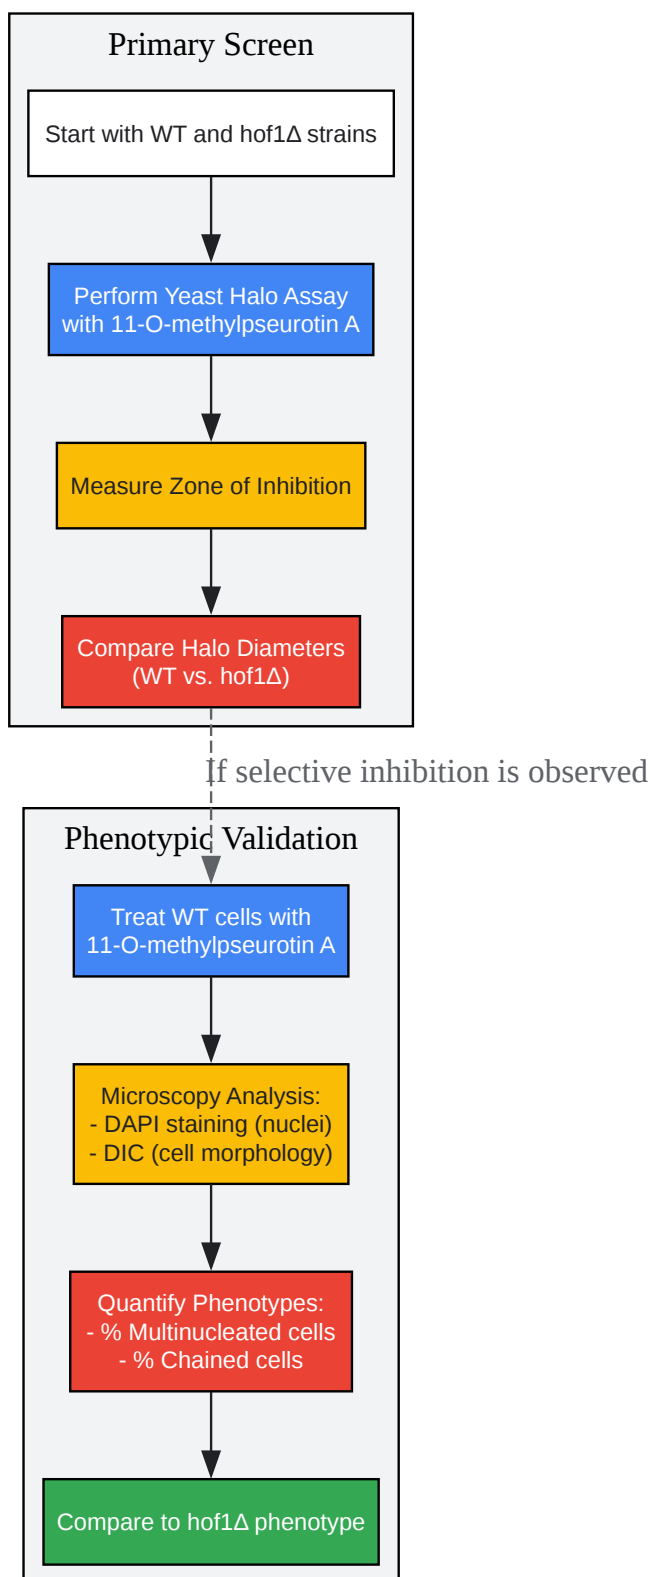 Primary Screen
Start with WT and hof1Δ strains
Perform Yeast Halo Assay
with 11-O-methylpseurotin A
Measure Zone of Inhibition
Compare Halo Diameters
(WT vs. hof1Δ)
If selective inhibition is observed
Phenotypic Validation
Treat WT cells with
11-O-methylpseurotin A
Microscopy Analysis:
- DAPI staining (nuclei)
- DIC (cell morphology)
Quantify Phenotypes:
- % Multinucleated cells
- % Chained cells
Compare to hof1Δ phenotype